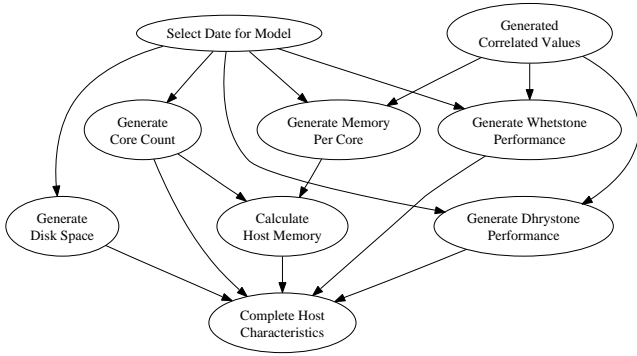 Select Date for Model
Generated
Correlated Values
Generate
Core Count
Generate Memory
Per Core
Generate Whetstone
Performance
Generate
Disk Space
Calculate
Host Memory
Generate Dhrystone
Performance
Complete Host
Characteristics